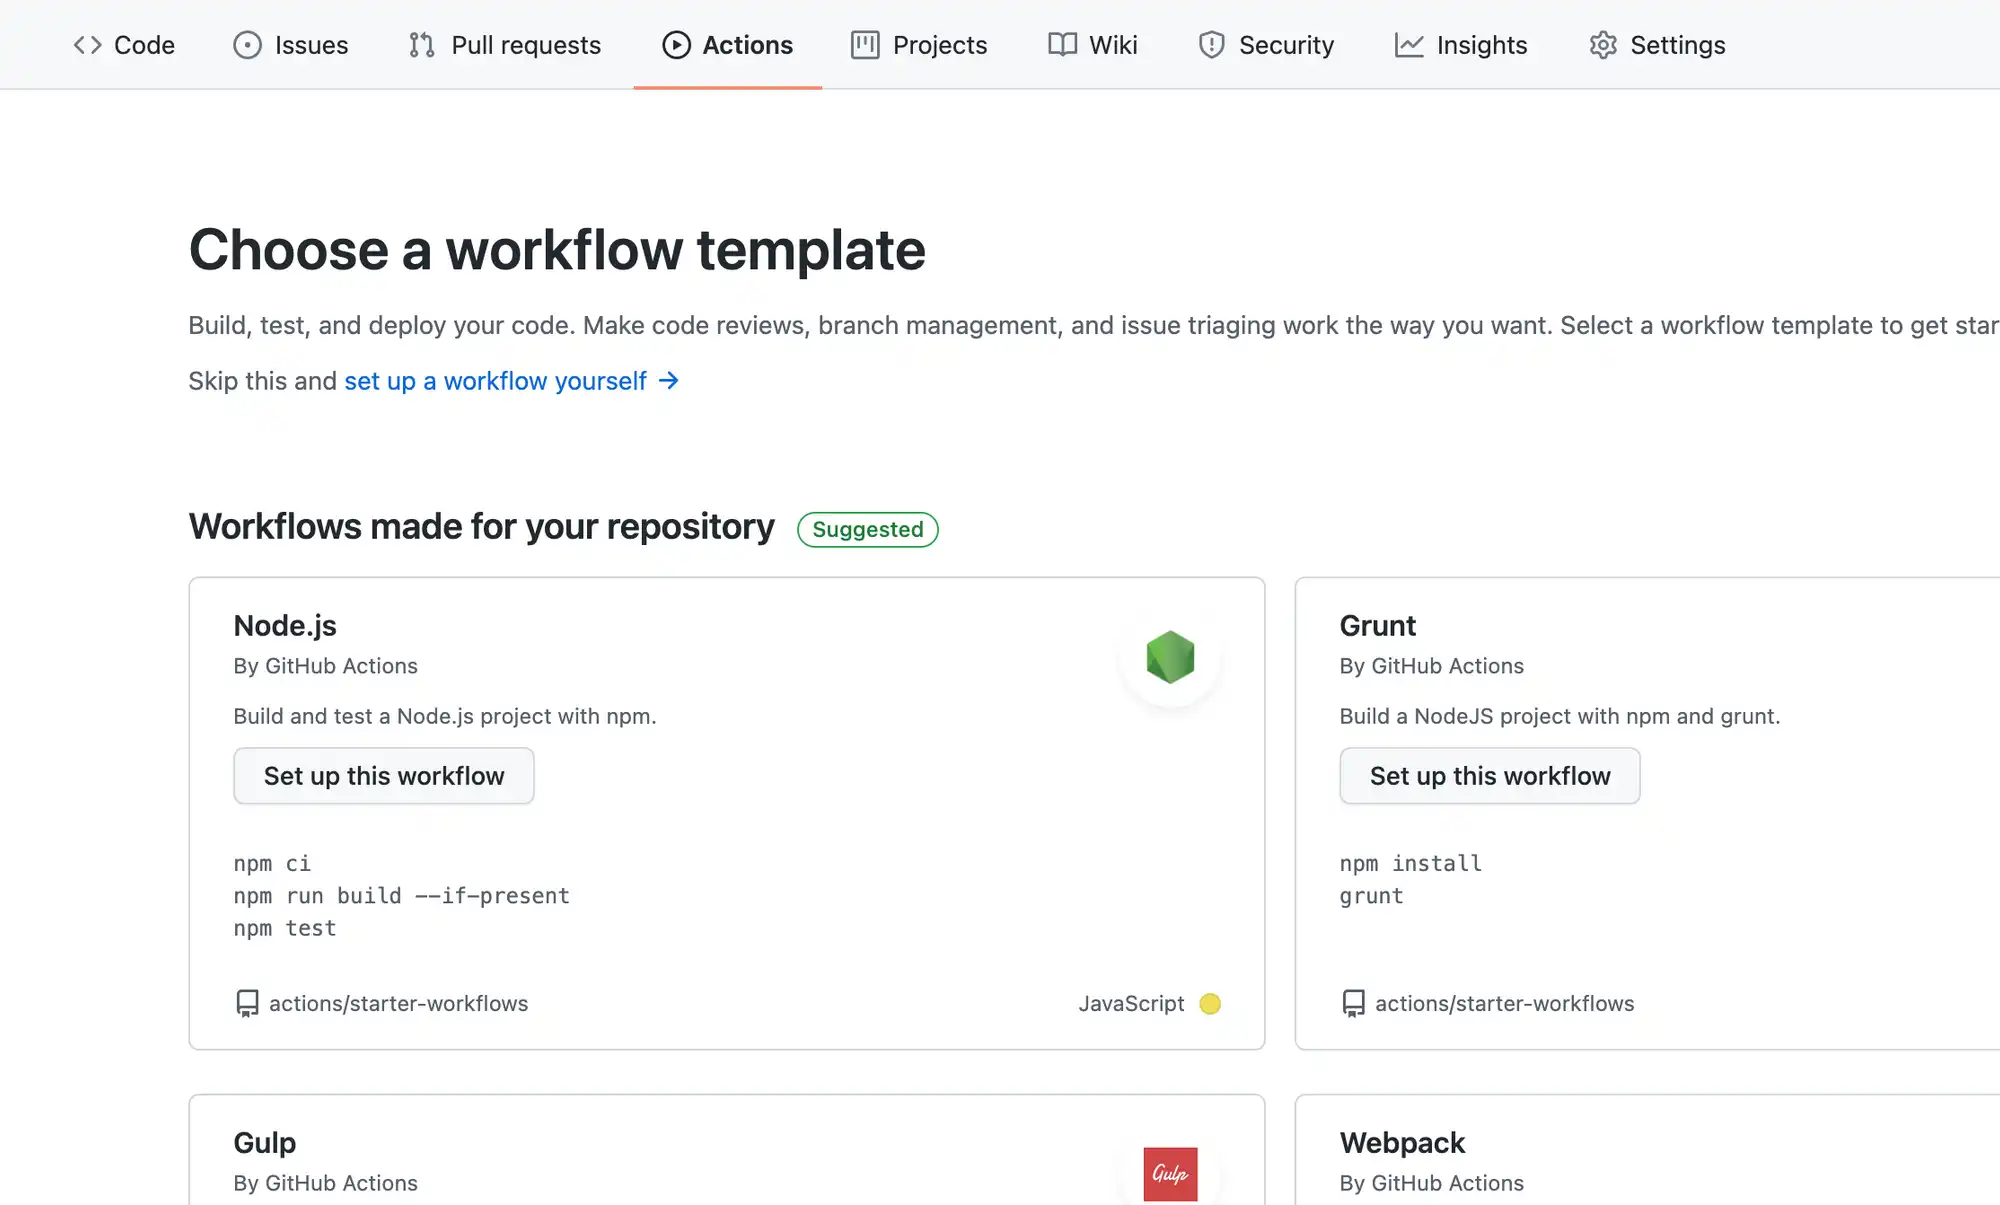 Code Issues Pull requests Actions Projects Wiki Security Insights Settings
Choose a workflow template
Build, test, and deploy your code. Make code reviews, branch management, and issue triaging work the way you want. Select a workflow template to get star
Skip this and set up a workflow yourself →
Workflows made for your repository Suggested
Node.js
By GitHub Actions
Build and test a Node.js project with npm.
Set up this workflow
npm ci
npm run build --if-present
npm test
actions/starter-workflows JavaScript
Grunt
By GitHub Actions
Build a NodeJS project with npm and grunt.
Set up this workflow
npm install
grunt
actions/starter-workflows
Gulp
By GitHub Actions
Gulp
Webpack
By GitHub Actions